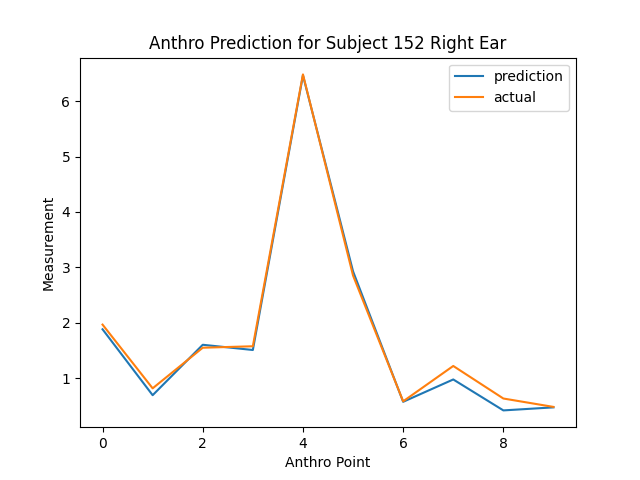 Anthro Prediction for Subject 152 Right Ear
prediction
actual
Measurement
6
5
4
3
2
1
0 2 4 6 8
Anthro Point